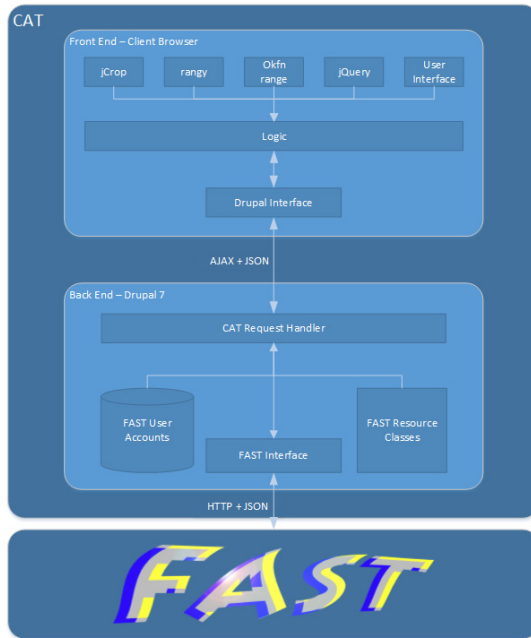 CAT
Front End – Client Browser
jCrop
rangy
Okfn
range
jQuery
User
Interface
Logic
Drupal Interface
AJAX + JSON
Back End – Drupal 7
CAT Request Handler
FAST User
Accounts
FAST Interface
FAST Resource
Classes
HTTP + JSON
FAST